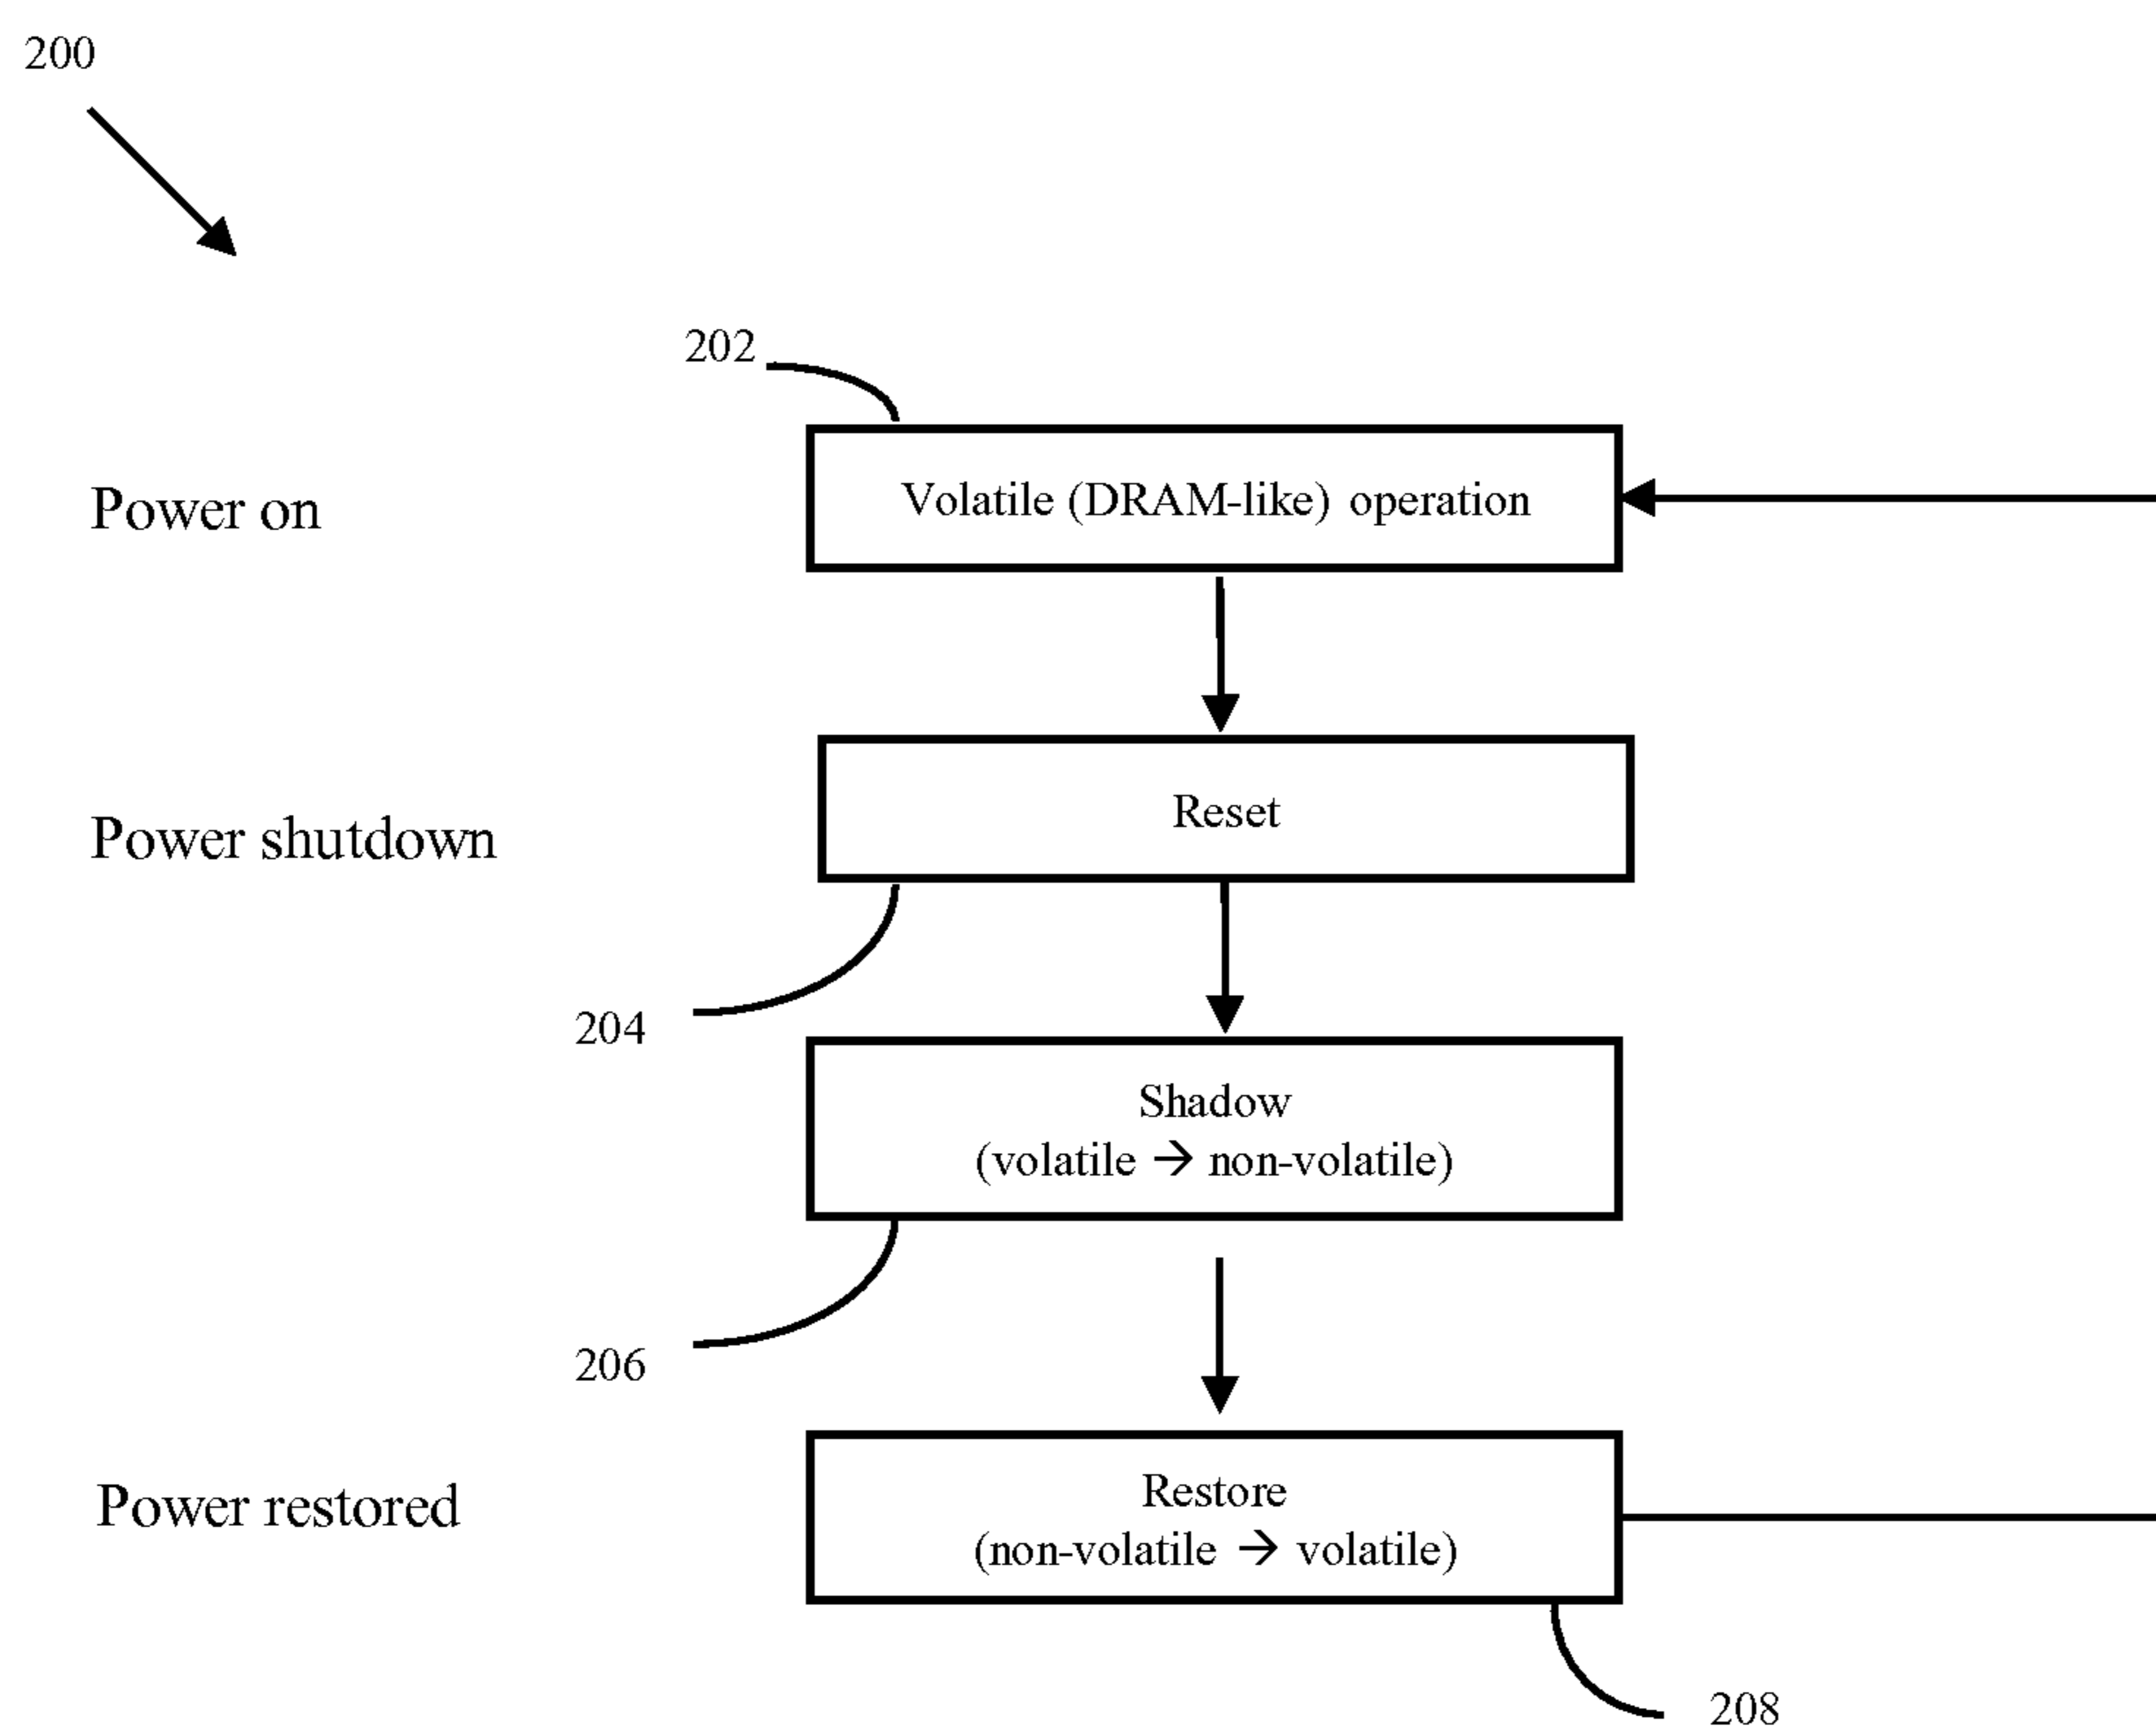 200
202
Volatile (DRAM-like) operation
Power on
Reset
Power shutdown
204
Shadow
(volatile → non-volatile)
206
Restore
(non-volatile → volatile)
Power restored
208